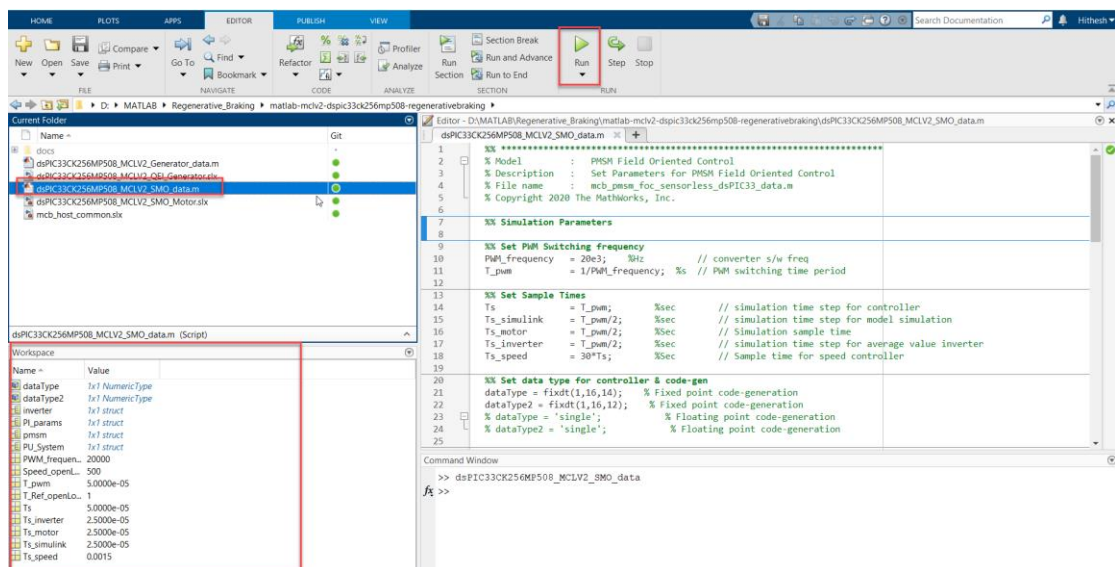 HOME PLOTS APPS EDITOR PUBLISH VIEW Search Documentation Hithesh
New Open Save Compare Print Go To Find Bookmark Refactor Profiler Analyze Run Section Section Break Run and Advance Run to End Run Step Stop
FILE NAVIGATE CODE ANALYZE SECTION RUN
D: MATLAB Regenerative_Braking matlab-mclv2-dspic33ck256mp508-regenerativebraking
Current Folder
Name Git
docs
dsPIC33CK256MP508_MCLV2_Generator_data.m
dsPIC33CK256MP508_MCLV2_QEI_Generator.slx
dsPIC33CK256MP508_MCLV2_SMO_data.m
dsPIC33CK256MP508_MCLV2_SMO_Motor.slx
mcb_host_common.slx
dsPIC33CK256MP508_MCLV2_SMO_data.m (Script)
Workspace
Name Value
dataType 1x1 NumericType
dataType2 1x1 NumericType
inverter 1x1 struct
PI_params 1x1 struct
pmsm 1x1 struct
PU_System 1x1 struct
PWM_frequen... 20000
Speed_openL... 500
T_pwm 5.0000e-05
T_Ref_openLo... 1
Ts 5.0000e-05
Ts_inverter 2.5000e-05
Ts_motor 2.5000e-05
Ts_simulink 2.5000e-05
Ts_speed 0.0015
Editor - D:\MATLAB\Regenerative_Braking\matlab-mclv2-dspic33ck256mp508-regenerativebraking\dsPIC33CK256MP508_MCLV2_SMO_data.m
dsPIC33CK256MP508_MCLV2_SMO_data.m
1 %% **********************************************************************
2 % Model : PMSM Field Oriented Control
3 % Description : Set Parameters for PMSM Field Oriented Control
4 % File name : mcb_pmsm_foc_sensorless_dsPIC33_data.m
5 % Copyright 2020 The MathWorks, Inc.
6
7 %% Simulation Parameters
8
9 %% Set PWM Switching frequency
10 PWM_frequency = 20e3; %Hz // converter s/w freq
11 T_pwm = 1/PWM_frequency; %s // PWM switching time period
12
13 %% Set Sample Times
14 Ts = T_pwm; %sec // simulation time step for controller
15 Ts_simulink = T_pwm/2; %sec // simulation time step for model simulation
16 Ts_motor = T_pwm/2; %Sec // Simulation sample time
17 Ts_inverter = T_pwm/2; %sec // simulation time step for average value inverter
18 Ts_speed = 30*Ts; %Sec // Sample time for speed controller
19
20 %% Set data type for controller & code-gen
21 dataType = fixdt(1,16,14); % Fixed point code-generation
22 dataType2 = fixdt(1,16,12); % Fixed point code-generation
23 % dataType = 'single'; % Floating point code-generation
24 % dataType2 = 'single'; % Floating point code-generation
25
Command Window
>> dsPIC33CK256MP508_MCLV2_SMO_data
fx >>